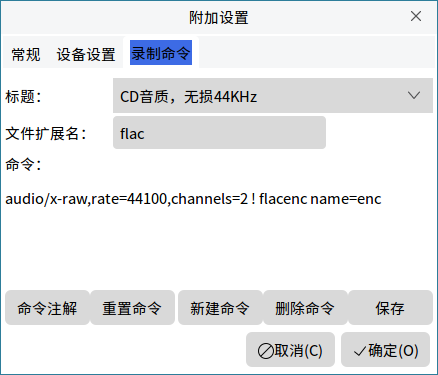 附加设置
常规 设备设置 录制命令
标题： CD音质，无损44KHz
文件扩展名： flac
命令：
audio/x-raw,rate=44100,channels=2 ! flacenc name=enc
命令注解 重置命令 新建命令 删除命令 保存
取消(C) 确定(O)